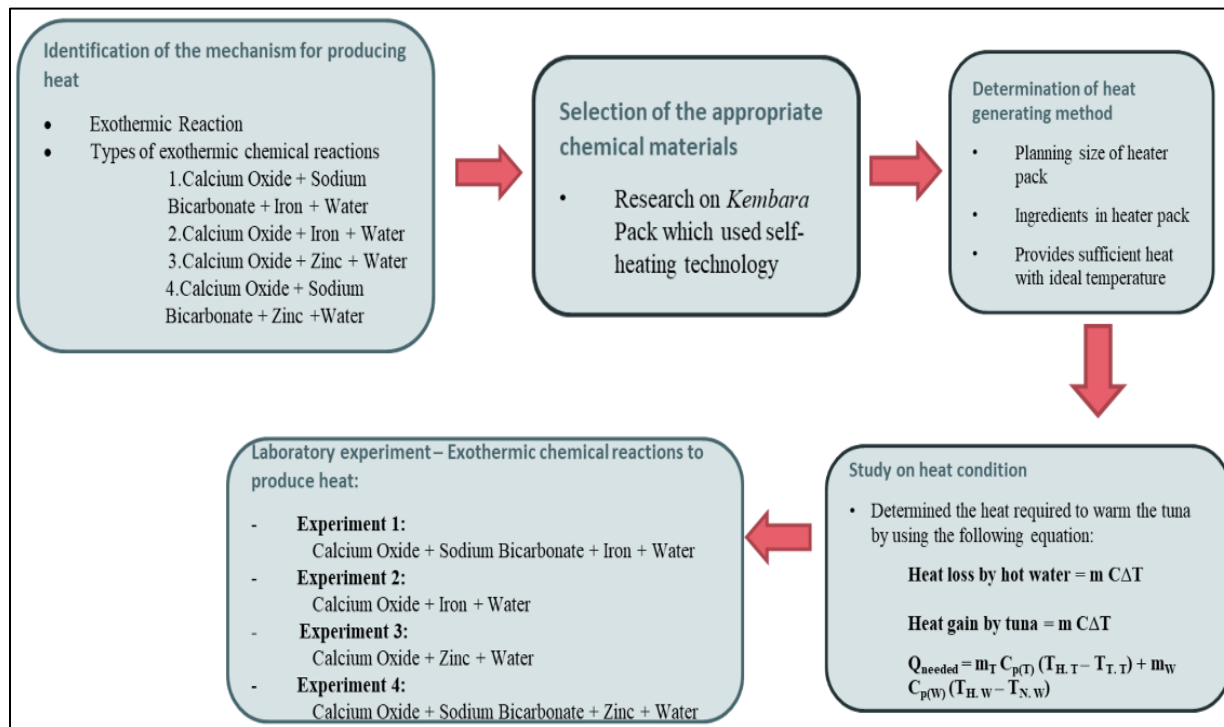 Identification of the mechanism for producing
heat
• Exothermic Reaction
• Types of exothermic chemical reactions
1.Calcium Oxide + Sodium
Bicarbonate + Iron + Water
2.Calcium Oxide + Iron + Water
3.Calcium Oxide + Zinc + Water
4.Calcium Oxide + Sodium
Bicarbonate + Zinc +Water
Selection of the appropriate
chemical materials
• Research on Kembara
Pack which used self-
heating technology
Determination of heat
generating method
• Planning size of heater
pack
• Ingredients in heater pack
• Provides sufficient heat
with ideal temperature
Study on heat condition
• Determined the heat required to warm the tuna
by using the following equation:
Heat loss by hot water = m CΔT
Heat gain by tuna = m CΔT
Qneeded = mT Cp(T) (TH. T – TT. T) + mW
Cp(W) (TH. W – TN. W)
Laboratory experiment – Exothermic chemical reactions to
produce heat:
- Experiment 1:
Calcium Oxide + Sodium Bicarbonate + Iron + Water
- Experiment 2:
Calcium Oxide + Iron + Water
- Experiment 3:
Calcium Oxide + Zinc + Water
- Experiment 4:
Calcium Oxide + Sodium Bicarbonate + Zinc + Water